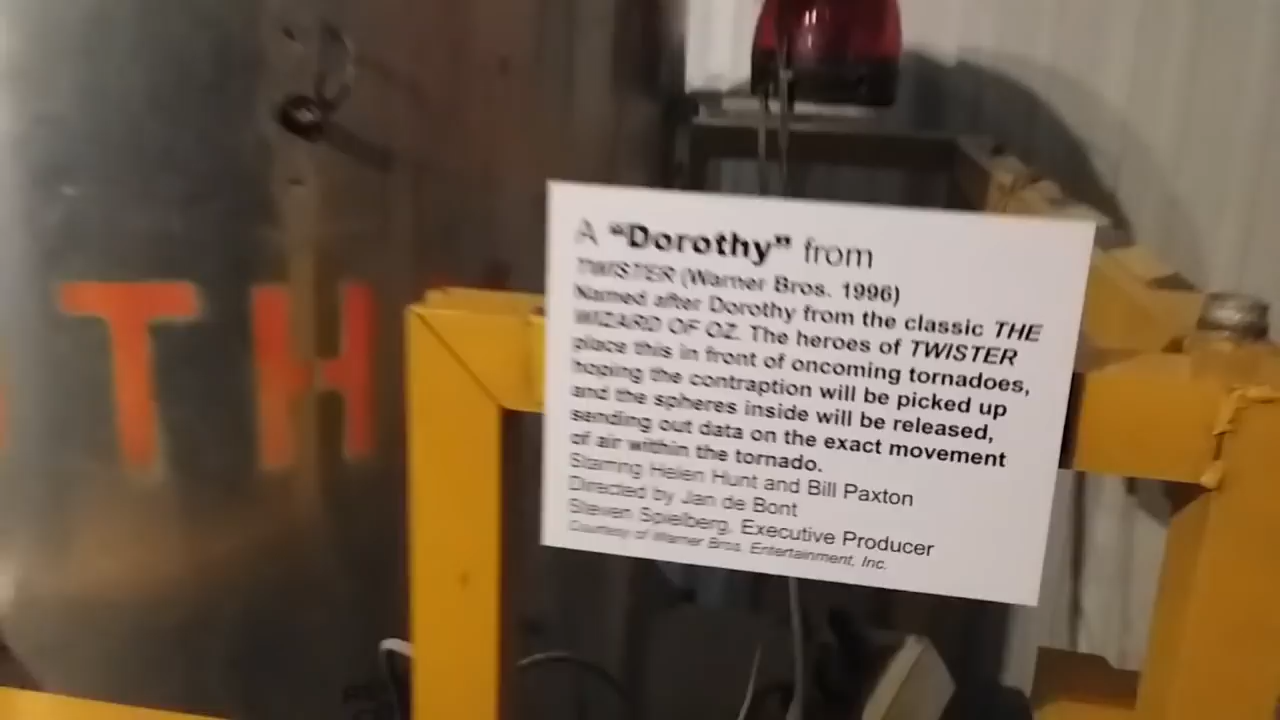 TH
A “Dorothy” from
TWISTER (Warner Bros. 1996)
Named after Dorothy from the classic THE
WIZARD OF OZ. The heroes of TWISTER
place this in front of oncoming tornadoes,
hoping the contraption will be picked up
and the spheres inside will be released,
sending out data on the exact movement
of air within the tornado.
Starring Helen Hunt and Bill Paxton
Directed by Jan de Bont
Steven Spielberg, Executive Producer
Courtesy of Warner Bros. Entertainment, Inc.